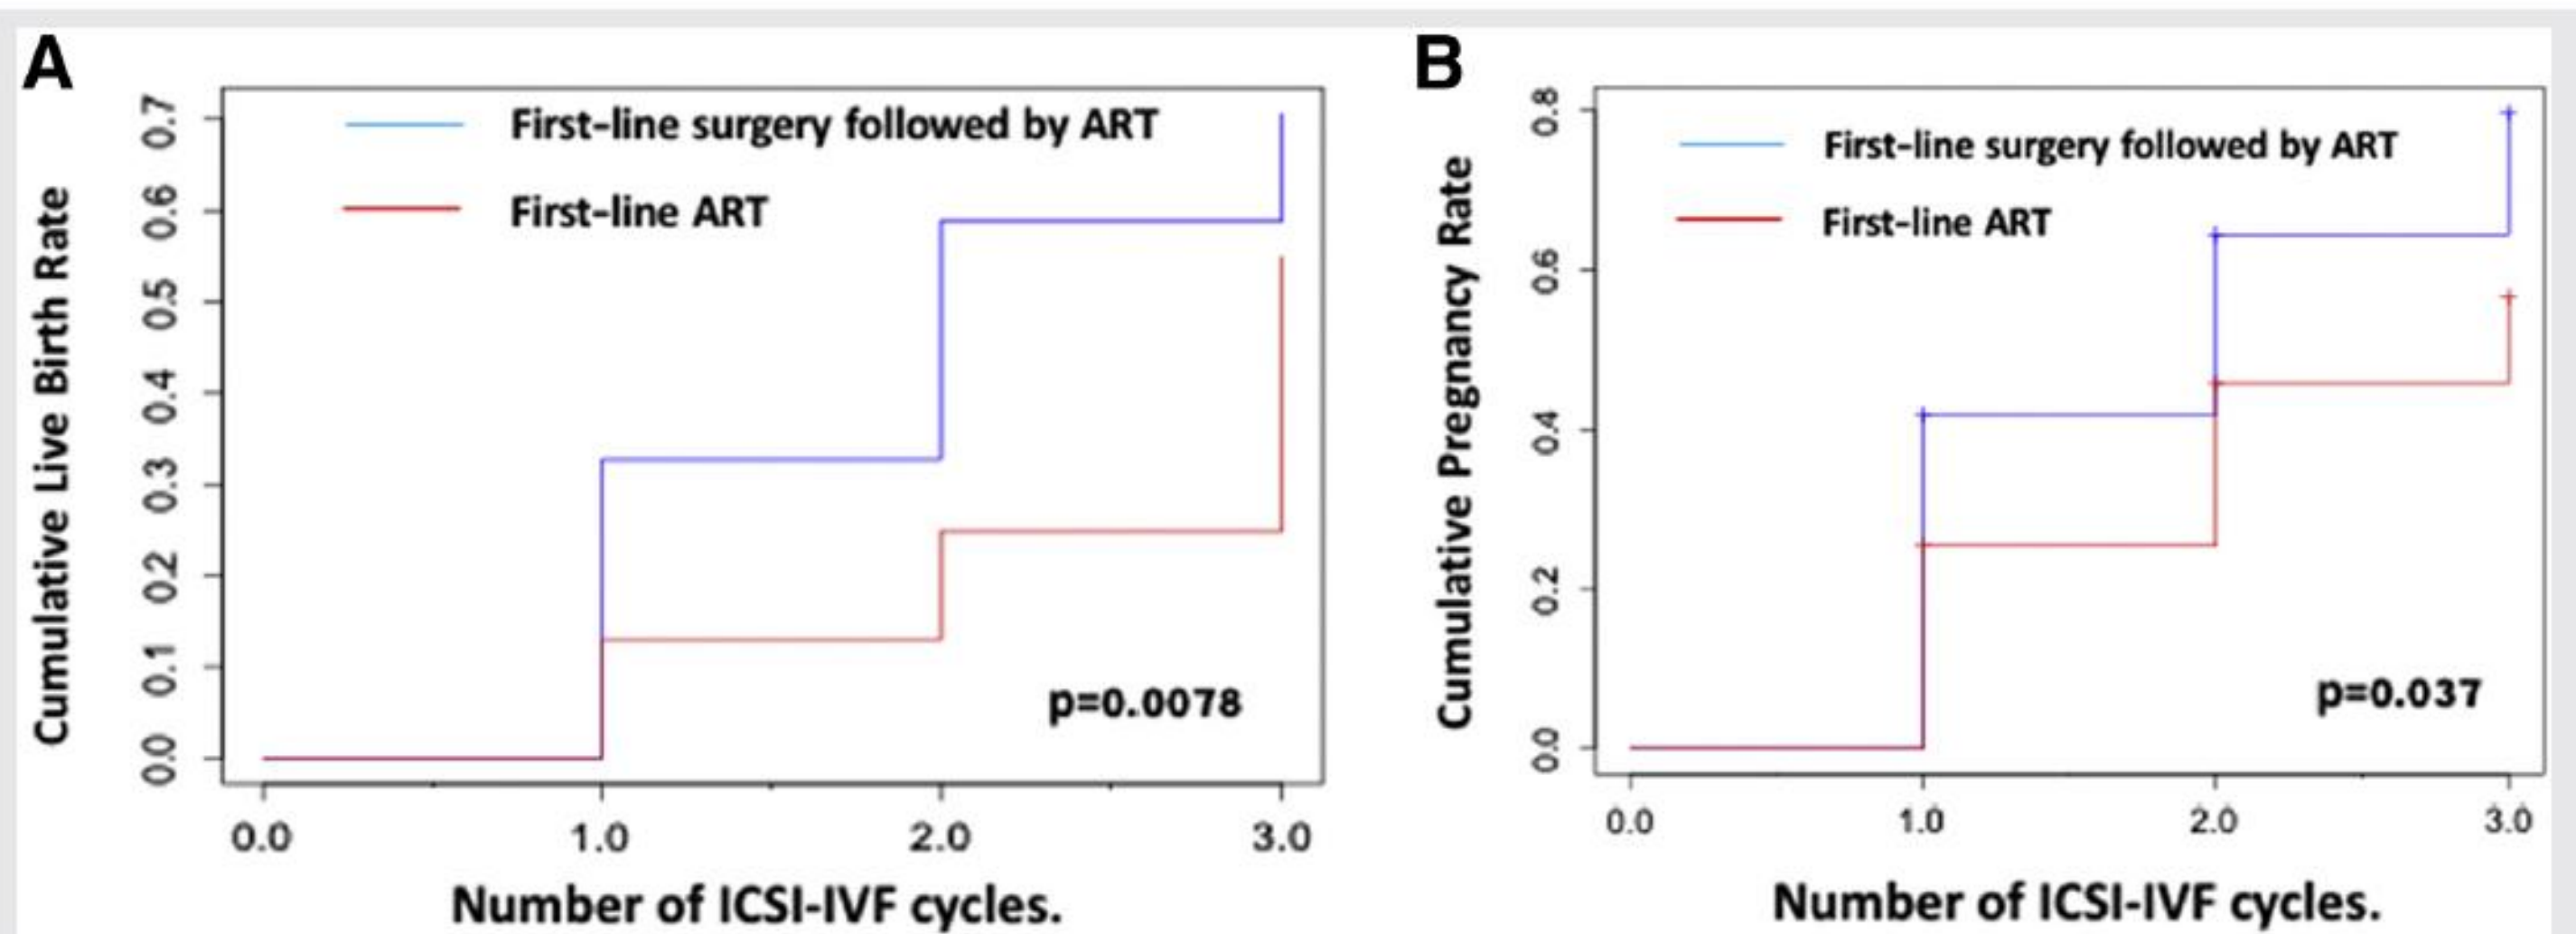 A
Cumulative Live Birth Rate
0.7
0.6
0.5
0.4
0.3
0.2
0.1
0.0
First-line surgery followed by ART
First-line ART
p=0.0078
0.0 1.0 2.0 3.0
Number of ICSI-IVF cycles.
B
Cumulative Pregnancy Rate
0.8
0.6
0.4
0.2
0.0
First-line surgery followed by ART
First-line ART
p=0.037
0.0 1.0 2.0 3.0
Number of ICSI-IVF cycles.